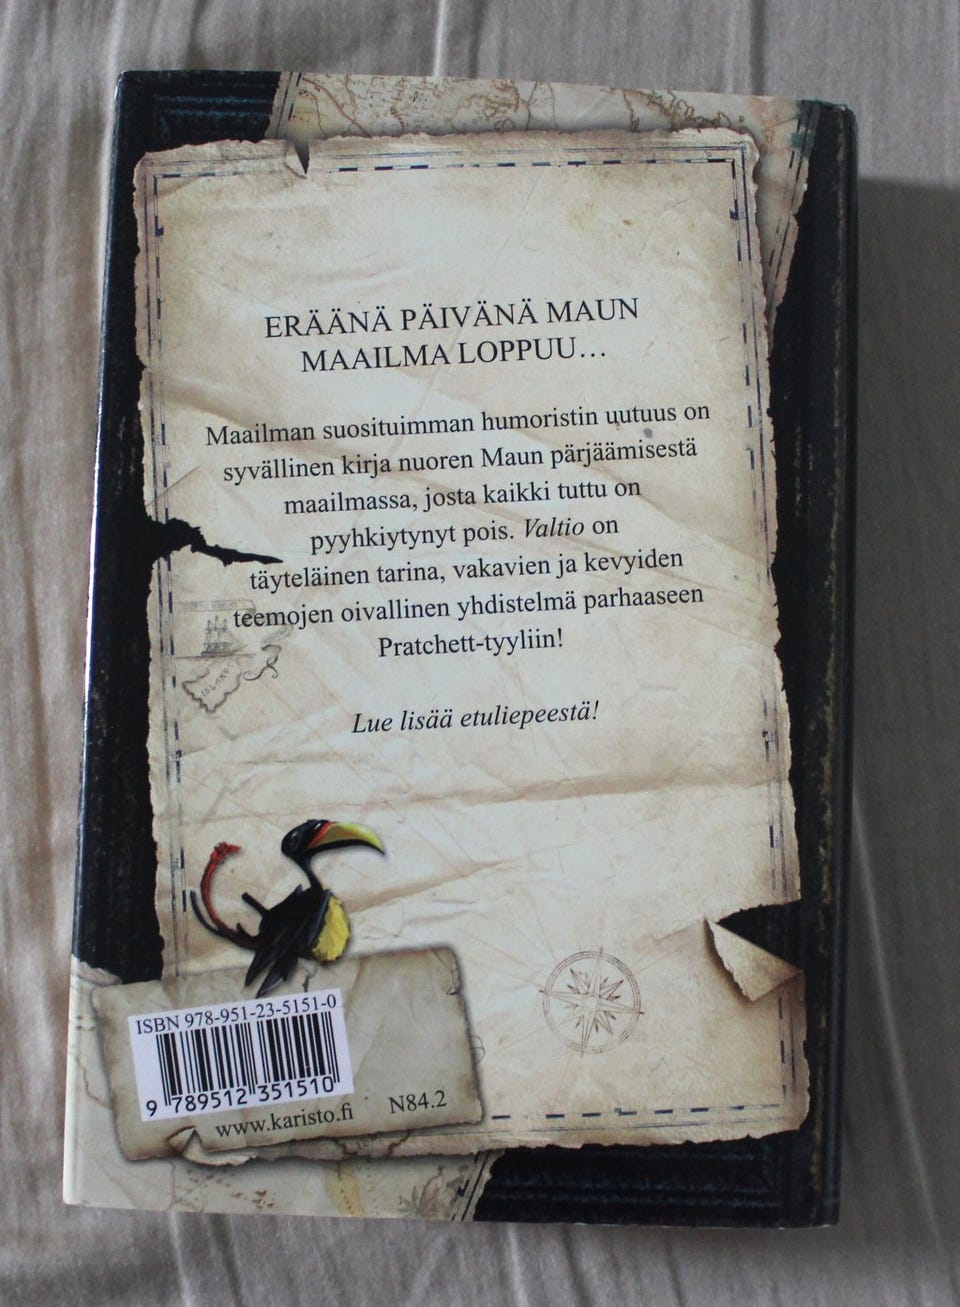 ERÄÄNÄ PÄIVÄNÄ MAUN
MAAILMA LOPPUU…
Maailman suosituimman humoristin uutuus on
syvällinen kirja nuoren Maun pärjäämisestä
maailmassa, josta kaikki tuttu on
pyyhkiytynyt pois. Valtio on
täyteläinen tarina, vakavien ja kevyiden
teemojen oivallinen yhdistelmä parhaaseen
Pratchett-tyyliin!
Lue lisää etuliepeestä!
ISBN 978-951-23-5151-0
9 789512 351510
www.karisto.fi
N84.2